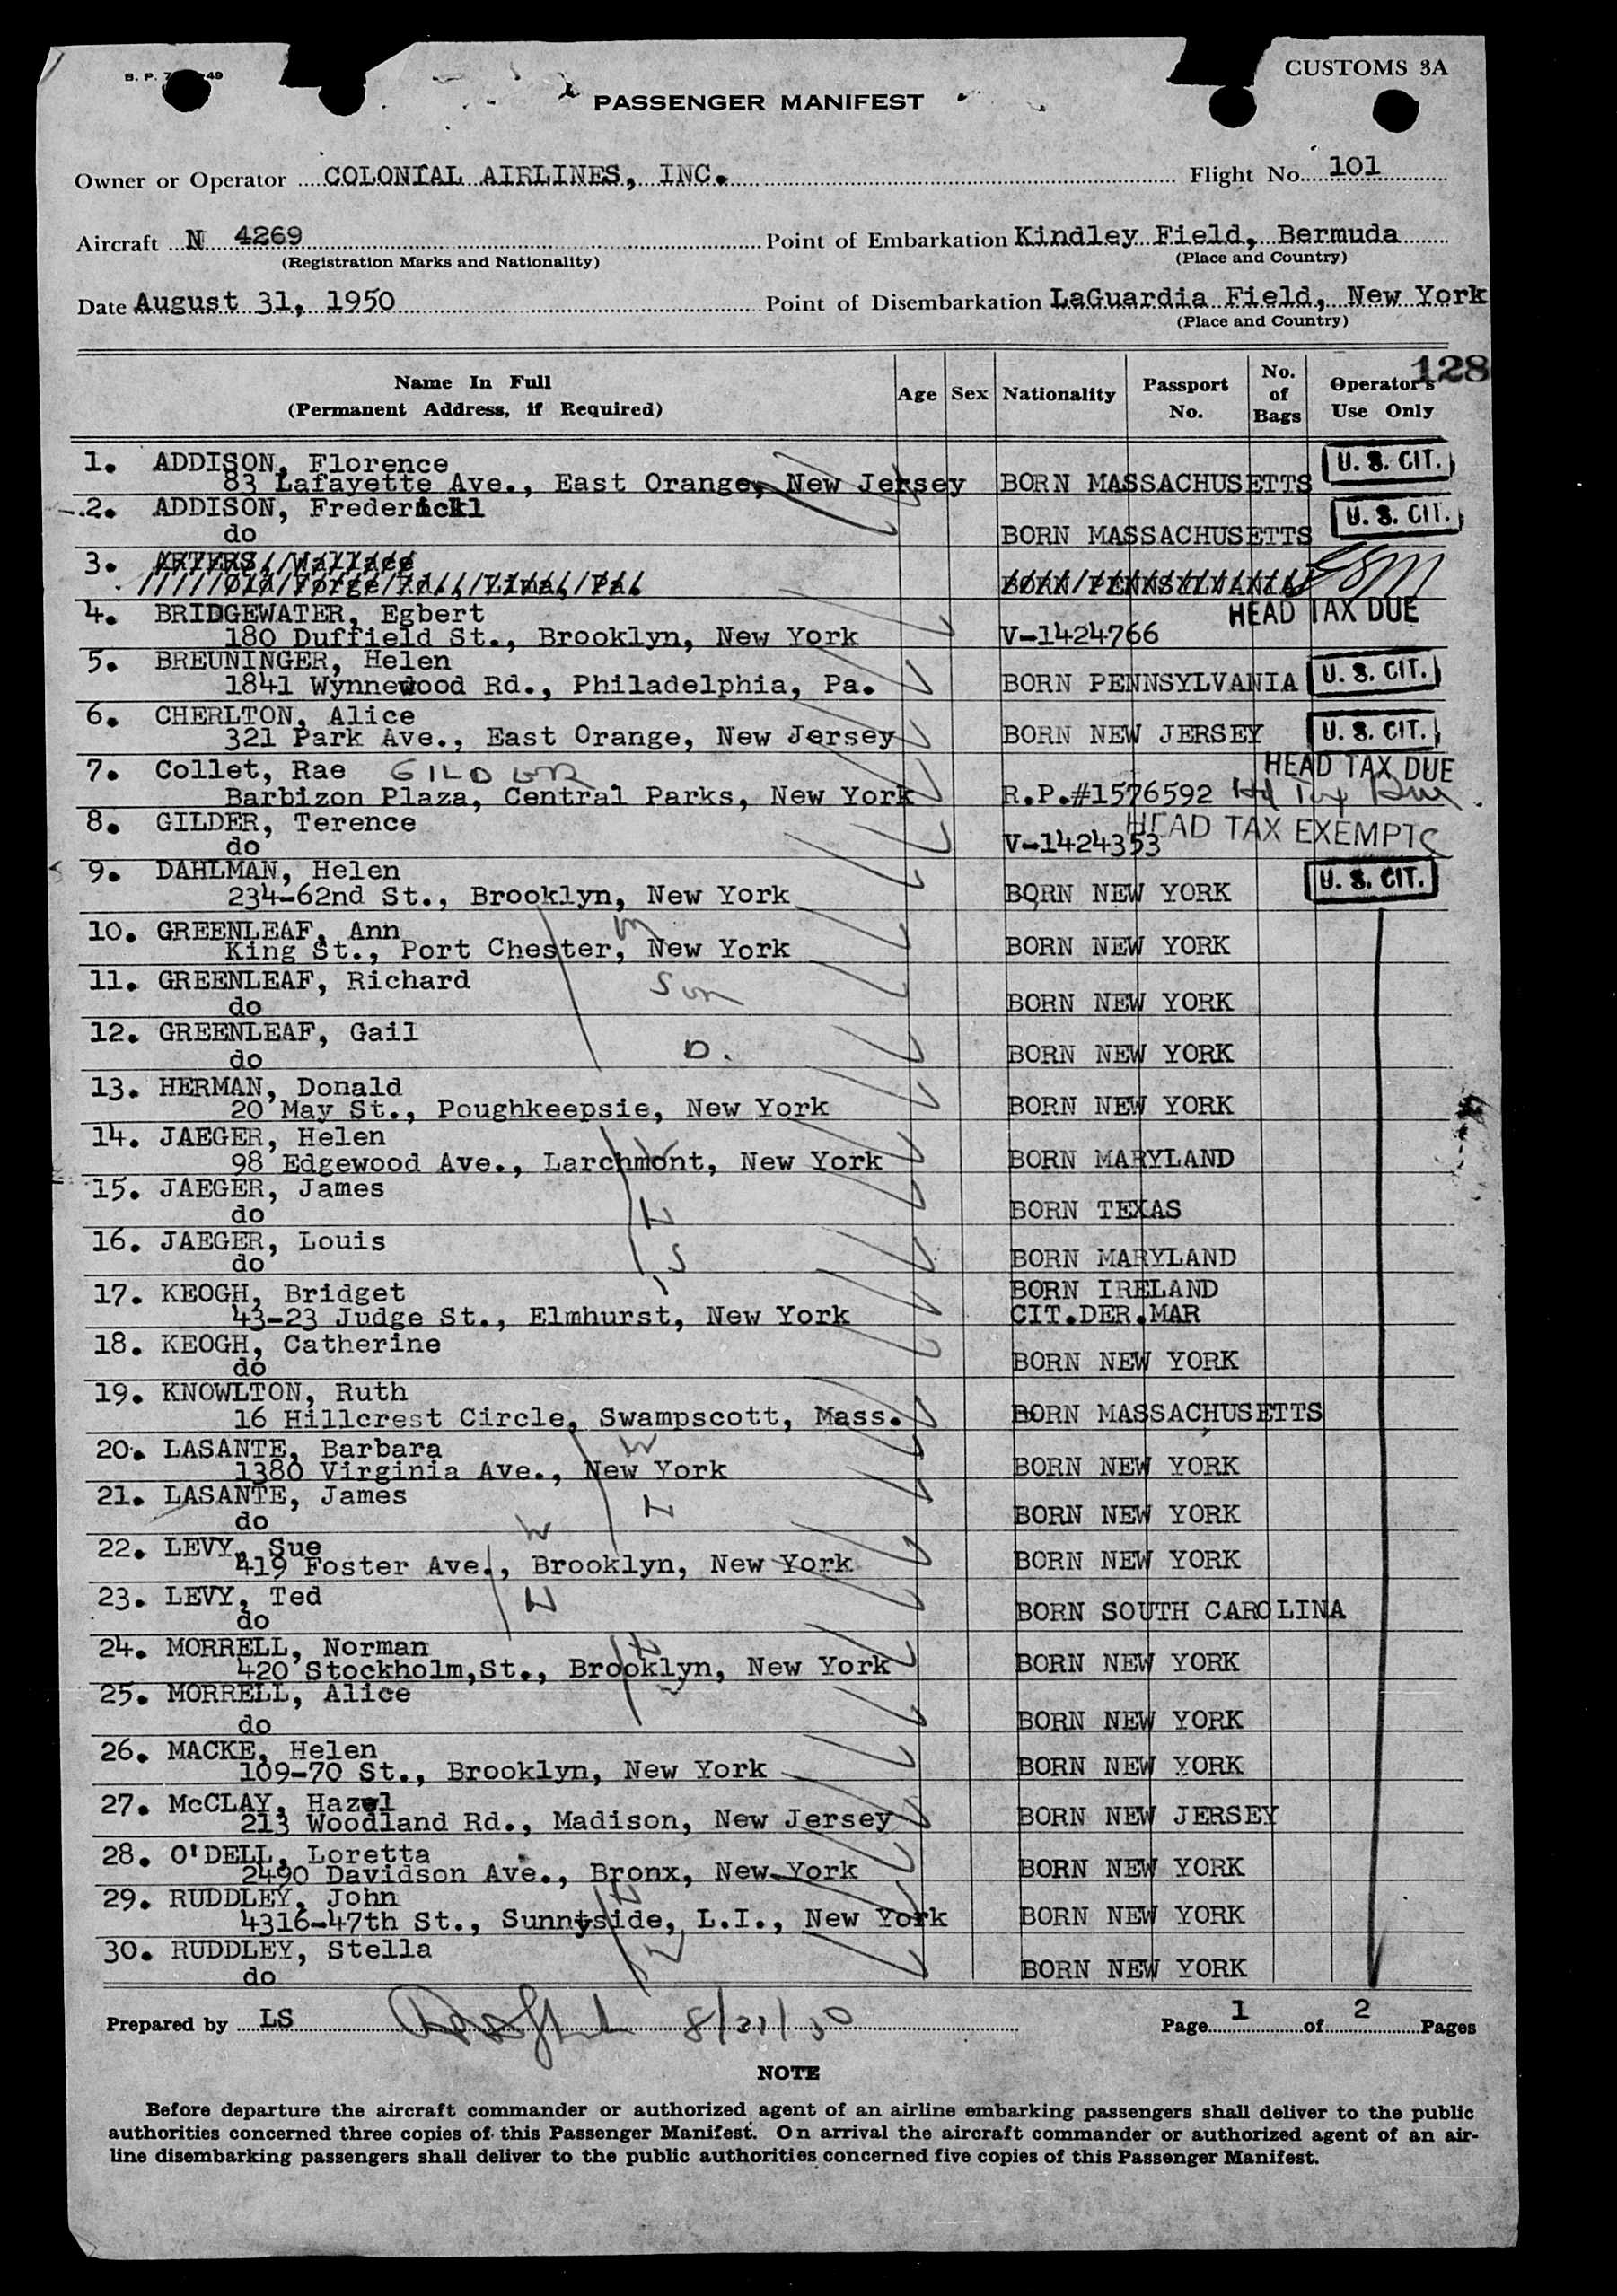 CUSTOMS 3A
PASSENGER MANIFEST
Owner or Operator COLONIAL AIRLINES, INC. Flight No. 101
Aircraft N 4269 Point of Embarkation Kindley Field, Bermuda
(Registration Marks and Nationality) (Place and Country)
Date August 31, 1950 Point of Disembarkation LaGuardia Field, New York
(Place and Country)
128
Name In Full (Permanent Address, if Required) Age Sex Nationality Passport No. No. of Bags Operator's Use Only
1. ADDISON, Florence U. S. CIT.
83 Lafayette Ave., East Orange, New Jersey BORN MASSACHUSETTS
2. ADDISON, Frederick U. S. CIT.
do BORN MASSACHUSETTS
3. Wallace
Old Forge Rd., Lima, Pa. BORN PENNSYLVANIA
4. BRIDGEWATER, Egbert HEAD TAX DUE
180 Duffield St., Brooklyn, New York V-1424766
5. BREUNINGER, Helen U. S. CIT.
1841 Wynnewood Rd., Philadelphia, Pa. BORN PENNSYLVANIA
6. CHERLTON, Alice U. S. CIT.
321 Park Ave., East Orange, New Jersey BORN NEW JERSEY
7. Collet, Rae GILDER HEAD TAX DUE
Barbizon Plaza, Central Parks, New York R.P.#1576592 Hd Tax Due
8. GILDER, Terence HEAD TAX EXEMPT
do V-1424353
9. DAHLMAN, Helen U. S. CIT.
234-62nd St., Brooklyn, New York BORN NEW YORK
10. GREENLEAF, Ann m
King St., Port Chester, New York BORN NEW YORK
11. GREENLEAF, Richard Son
do BORN NEW YORK
12. GREENLEAF, Gail D.
do BORN NEW YORK
13. HERMAN, Donald
20 May St., Poughkeepsie, New York BORN NEW YORK
14. JAEGER, Helen
98 Edgewood Ave., Larchmont, New York BORN MARYLAND
15. JAEGER, James
do BORN TEXAS
16. JAEGER, Louis
do S BORN MARYLAND
17. KEOGH, Bridget BORN IRELAND
43-23 Judge St., Elmhurst, New York CIT.DER.MAR
18. KEOGH, Catherine
do BORN NEW YORK
19. KNOWLTON, Ruth
16 Hillcrest Circle, Swampscott, Mass. BORN MASSACHUSETTS
20. LASANTE, Barbara W
1380 Virginia Ave., New York BORN NEW YORK
21. LASANTE, James
do BORN NEW YORK
W
22. LEVY, Sue
419 Foster Ave., Brooklyn, New York BORN NEW YORK
23. LEVY, Ted
do BORN SOUTH CAROLINA
24. MORRELL, Norman
420 Stockholm,St., Brooklyn, New York BORN NEW YORK
25. MORRELL, Alice
do BORN NEW YORK
26. MACKE, Helen
109-70 St., Brooklyn, New York BORN NEW YORK
27. McCLAY, Hazel
213 Woodland Rd., Madison, New Jersey BORN NEW JERSEY
28. O'DELL, Loretta
2490 Davidson Ave., Bronx, New York BORN NEW YORK
29. RUDDLEY, John
4316-47th St., Sunnyside, L.I., New York BORN NEW YORK
30. RUDDLEY, Stella
do BORN NEW YORK
Prepared by LS 8/31/50 Page 1 of 2 Pages
NOTE
Before departure the aircraft commander or authorized agent of an airline embarking passengers shall deliver to the public
authorities concerned three copies of this Passenger Manifest. On arrival the aircraft commander or authorized agent of an air-
line disembarking passengers shall deliver to the public authorities concerned five copies of this Passenger Manifest.